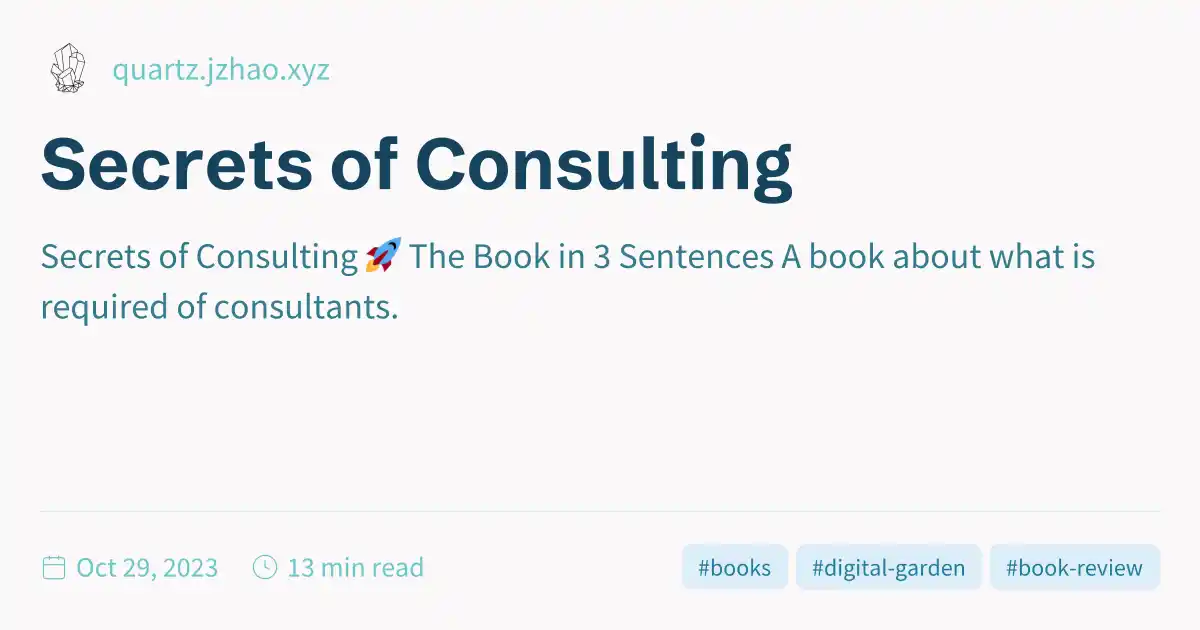 quartz.jzhao.xyz
Secrets of Consulting
Secrets of Consulting 🚀 The Book in 3 Sentences A book about what is
required of consultants.
Oct 29, 2023 13 min read #books #digital-garden #book-review